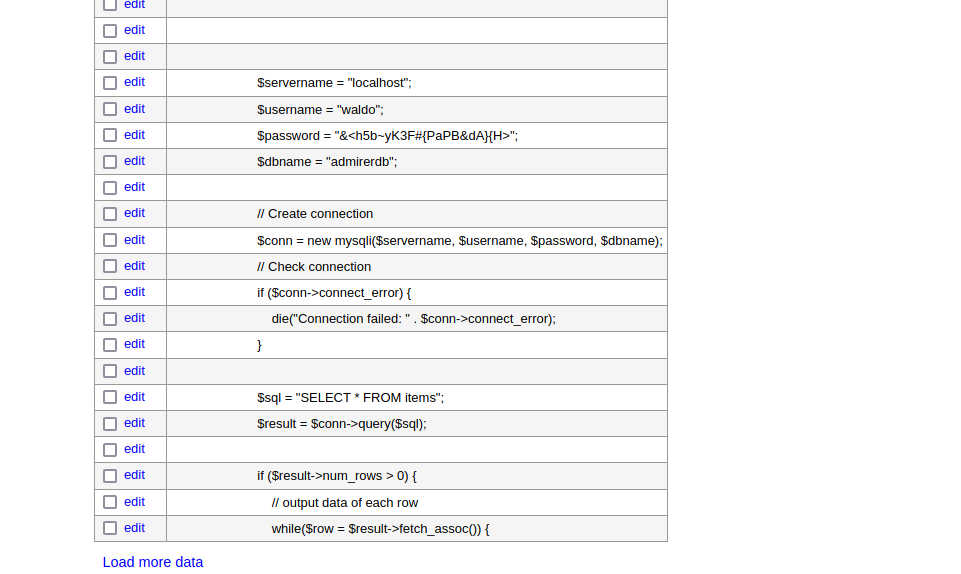 edit
edit
edit
edit $servername = "localhost";
edit $username = "waldo";
edit $password = "&<h5b~yK3F#{PaPB&dA}{H>";
edit $dbname = "admirerdb";
edit
edit // Create connection
edit $conn = new mysqli($servername, $username, $password, $dbname);
edit // Check connection
edit if ($conn->connect_error) {
edit die("Connection failed: " . $conn->connect_error);
edit }
edit
edit $sql = "SELECT * FROM items";
edit $result = $conn->query($sql);
edit
edit if ($result->num_rows > 0) {
edit // output data of each row
edit while($row = $result->fetch_assoc()) {
Load more data